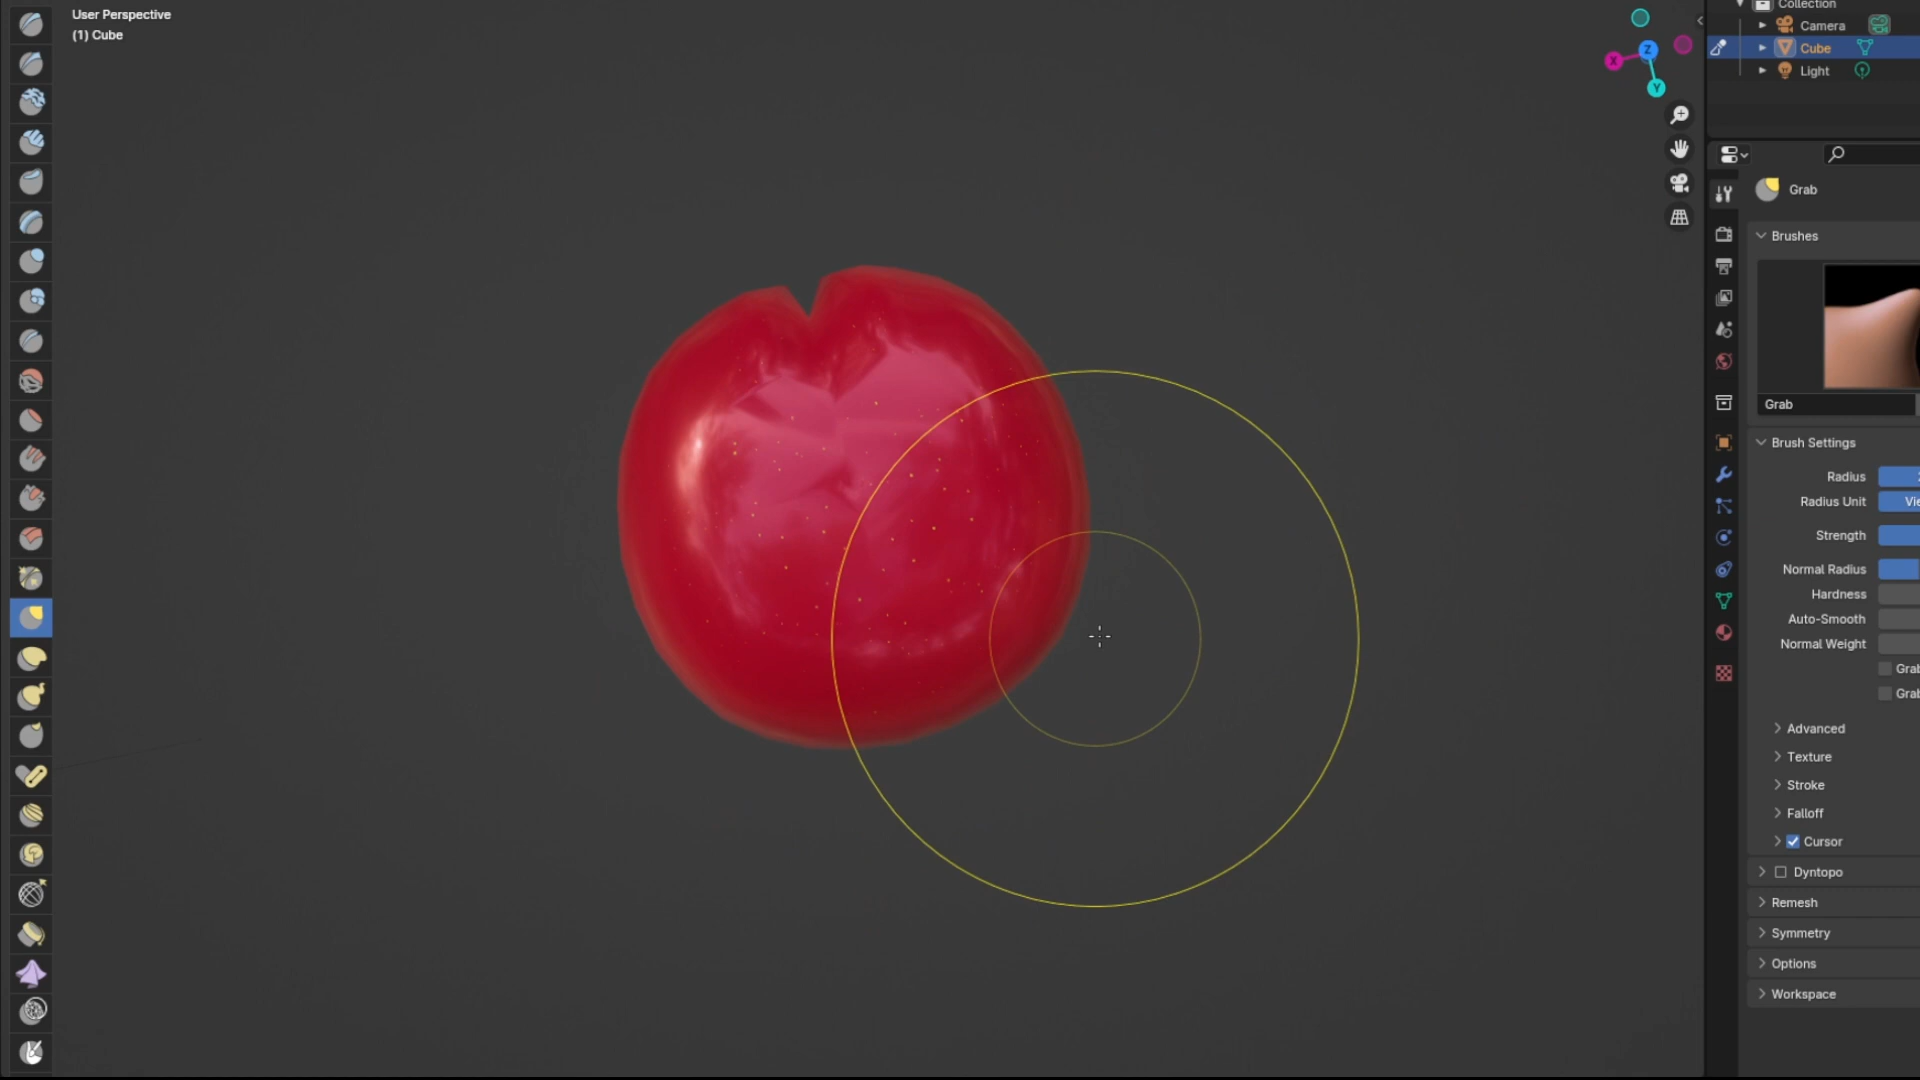 User Perspective
(1) Cube
X
Z
Y
Collection
Camera
Cube
Light
Grab
Brushes
Grab
Brush Settings
Radius
Radius Unit
Strength
Normal Radius
Hardness
Auto-Smooth
Normal Weight
Advanced
Texture
Stroke
Falloff
Cursor
Dyntopo
Remesh
Symmetry
Options
Workspace